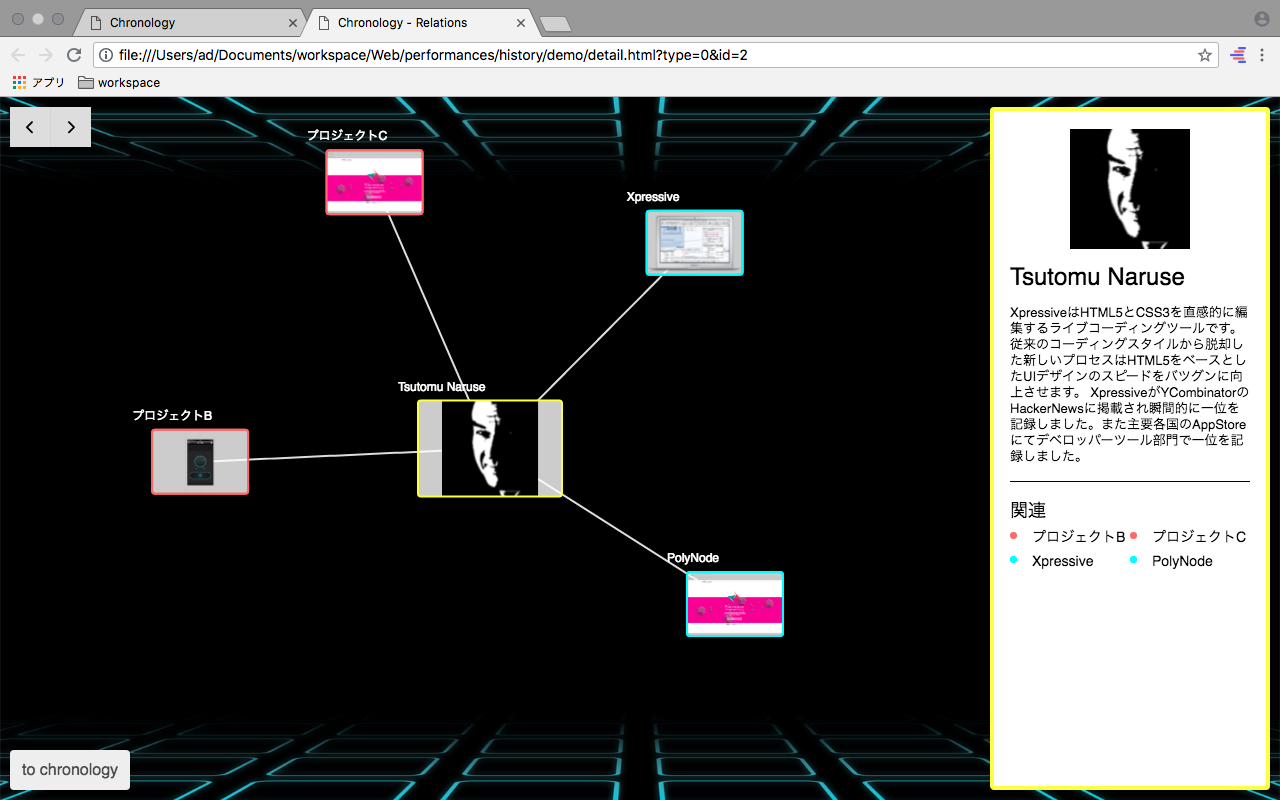 Chronology
Chronology - Relations
file:///Users/ad/Documents/workspace/Web/performances/history/demo/detail.html?type=0&id=2
アプリ
workspace
プロジェクトC
Xpressive
Tsutomu Naruse
プロジェクトB
PolyNode
to chronology
Tsutomu Naruse
XpressiveはHTML5とCSS3を直感的に編
集するライブコーディングツールです。
従来のコーディングスタイルから脱却し
た新しいプロセスはHTML5をベースとし
たUIデザインのスピードをバツグンに向
上させます。 XpressiveがYCombinatorの
HackerNewsに掲載され瞬間的に一位を
記録しました。また主要各国のAppStore
にてデベロッパーツール部門で一位を記
録しました。
関連
プロジェクトB プロジェクトC
Xpressive PolyNode